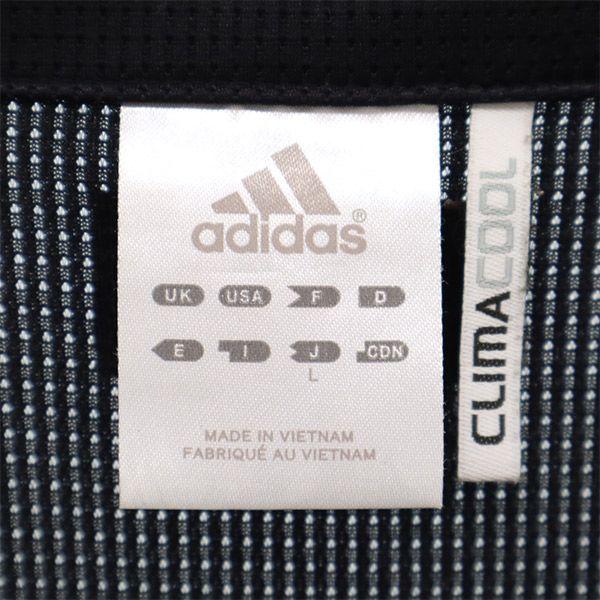 adidas®
UK USA F D
E I J CDN
L
MADE IN VIETNAM
FABRIQUÉ AU VIETNAM
CLIMACOOL